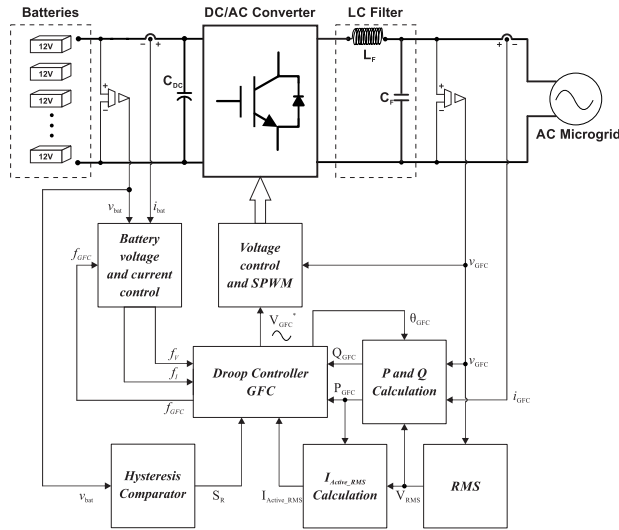 Batteries
DC/AC Converter
LC Filter
12V
12V
12V
12V
+
−
− +
C_DC
L_F
C_F
+
−
+ −
AC Microgrid
v_bat
i_bat
f_GFC
Battery
voltage
and current
control
Voltage
control
and SPWM
v_GFC
V_GFC*
θ_GFC
f_V
f_I
f_GFC
Droop Controller
GFC
Q_GFC
P_GFC
P and Q
Calculation
v_GFC
i_GFC
v_bat
Hysteresis
Comparator
S_R
I_Active_RMS
I_Active_RMS
Calculation
V_RMS
RMS